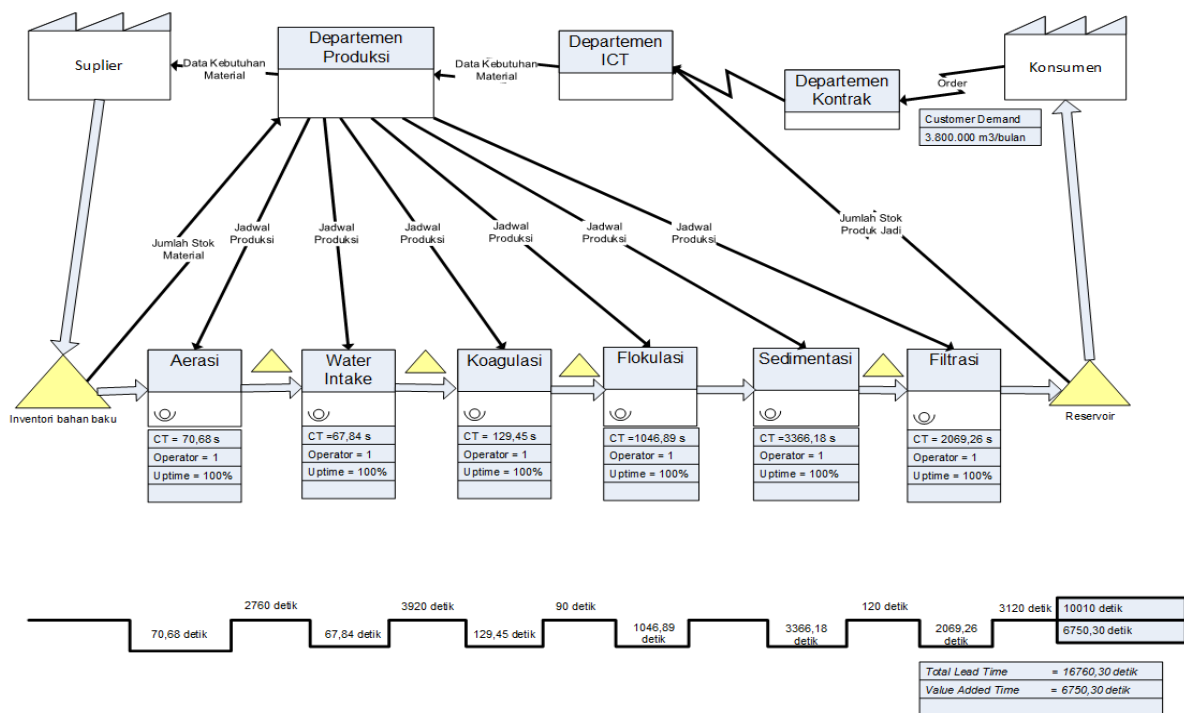 Suplier
Departemen
Produksi
Departemen
ICT
Departemen
Kontrak
Konsumen
Data Kebutuhan
Material
Data Kebutuhan
Material
Order
Customer Demand
3.800.000 m3/bulan
Jumlah Stok
Material
Jadwal
Produksi
Jadwal
Produksi
Jadwal
Produksi
Jadwal
Produksi
Jadwal
Produksi
Jadwal
Produksi
Jumlah Stok
Produk Jadi
Inventori bahan baku
Aerasi
CT = 70,68 s
Operator = 1
Uptime = 100%
Water
Intake
CT =67,84 s
Operator = 1
Uptime = 100%
Koagulasi
CT = 129,45 s
Operator = 1
Uptime = 100%
Flokulasi
CT =1046,89 s
Operator = 1
Uptime = 100%
Sedimentasi
CT =3366,18 s
Operator = 1
Uptime = 100%
Filtrasi
CT = 2069,26 s
Operator = 1
Uptime = 100%
Reservoir
2760 detik
3920 detik
90 detik
120 detik
3120 detik
10010 detik
70,68 detik
67,84 detik
129,45 detik
1046,89
detik
3366,18
detik
2069,26
detik
6750,30 detik
Total Lead Time = 16760,30 detik
Value Added Time = 6750,30 detik